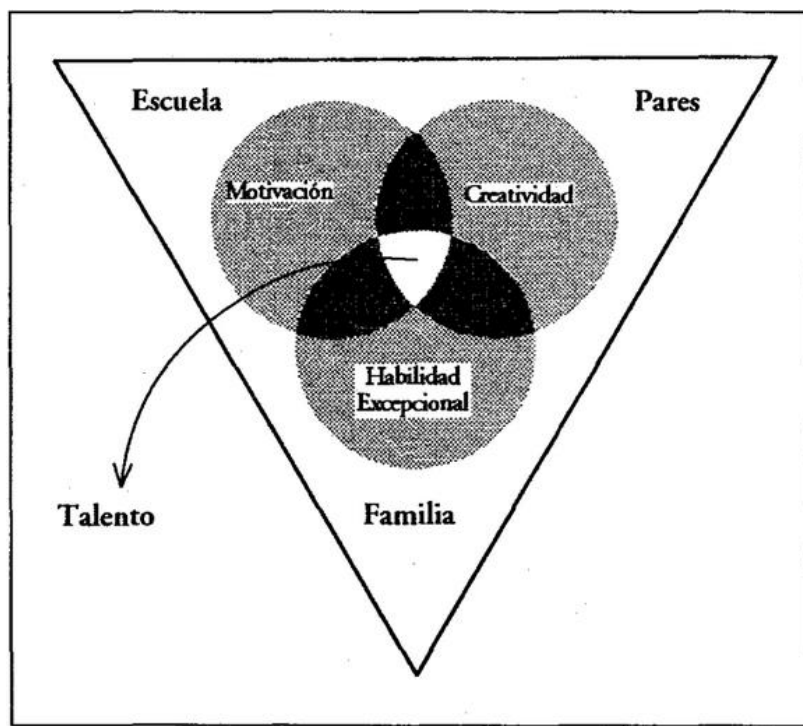 Escuela
Pares
Motivación
Creatividad
Habilidad
Excepcional
Talento
Familia